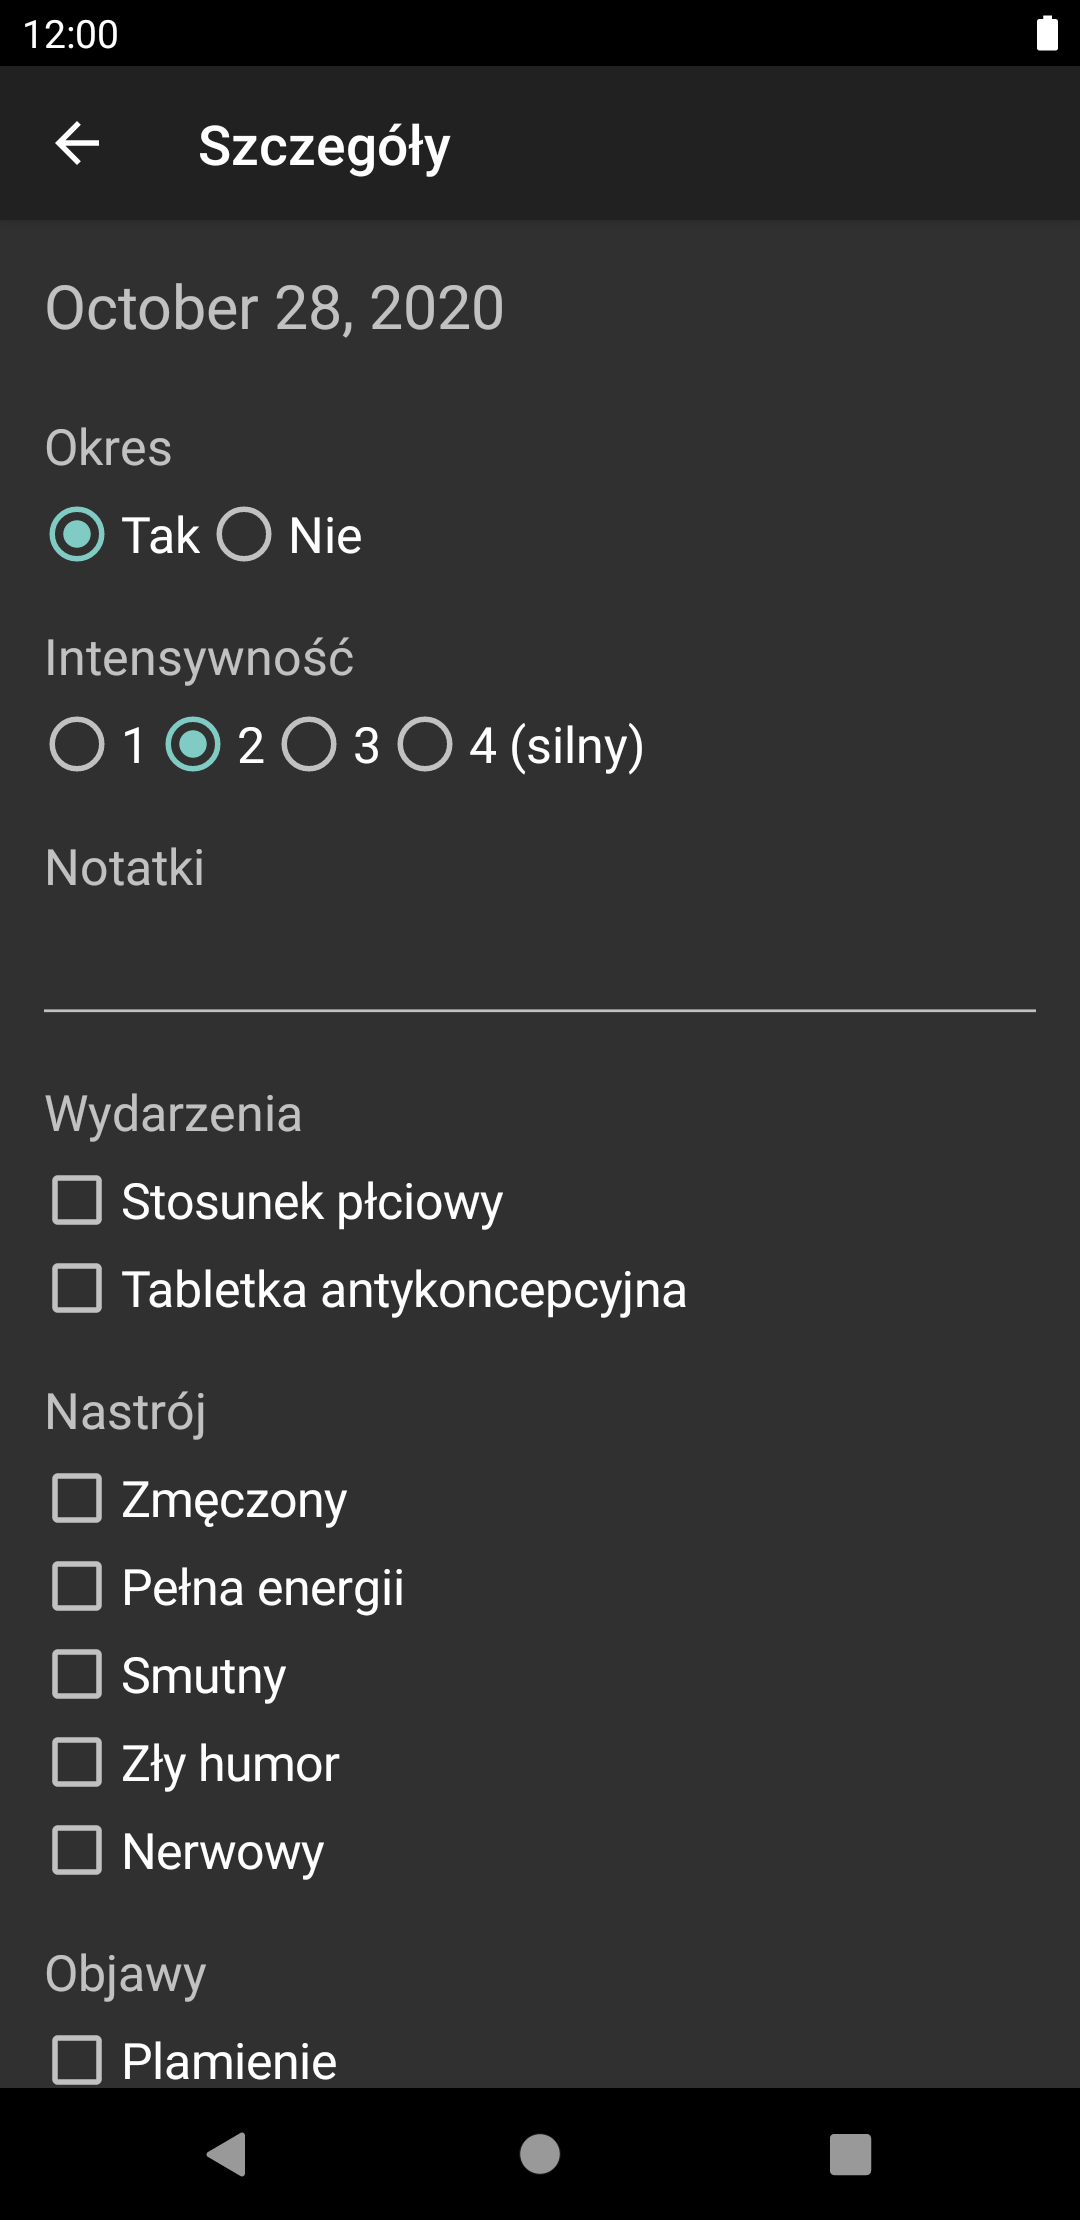 12:00
Szczegóły
October 28, 2020
Okres
Tak Nie
Intensywność
1 2 3 4 (silny)
Notatki
Wydarzenia
Stosunek płciowy
Tabletka antykoncepcyjna
Nastrój
Zmęczony
Pełna energii
Smutny
Zły humor
Nerwowy
Objawy
Plamienie